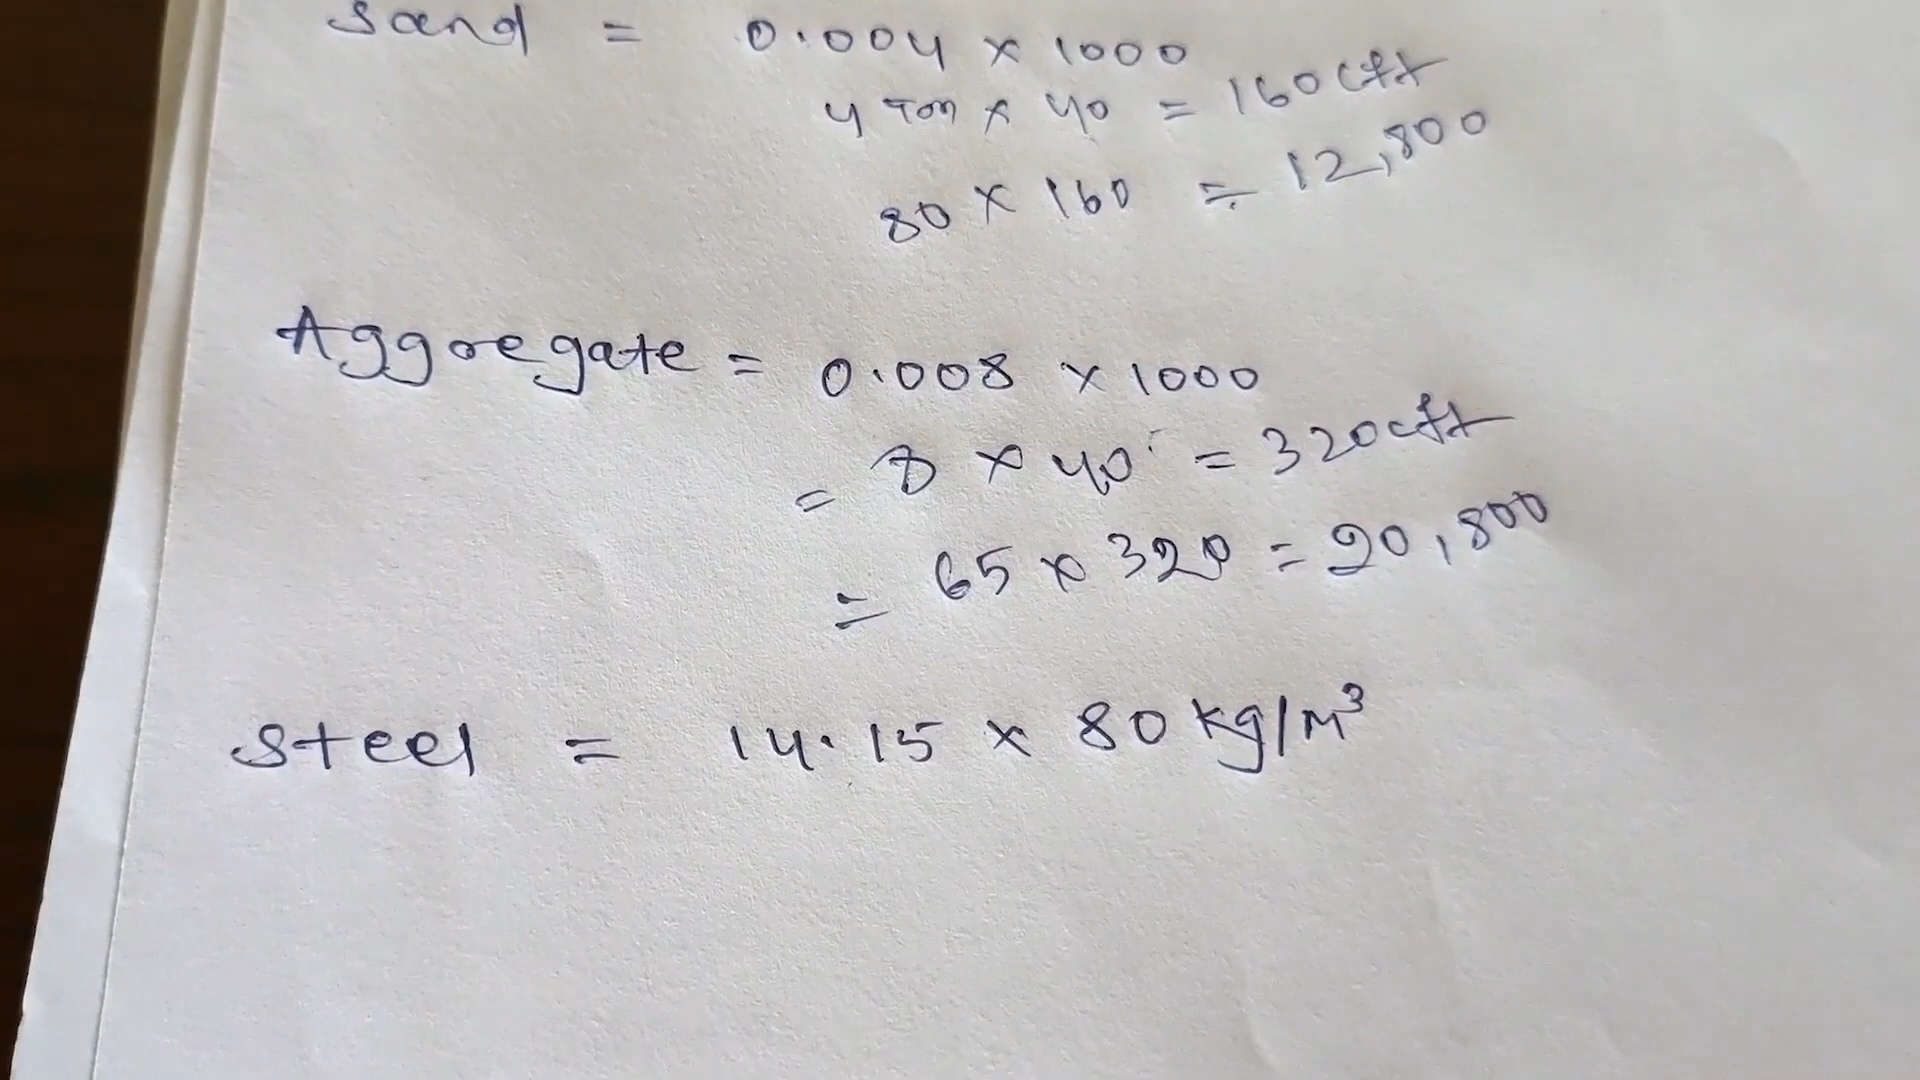 Sand = 0.004 × 1000
4 Ton × 40 = 160 cft
80 × 160 = 12,800
Aggregate = 0.008 × 1000
= 8 × 40 = 320 cft
= 65 × 320 = 20,800
Steel = 14.15 × 80 kg/m³